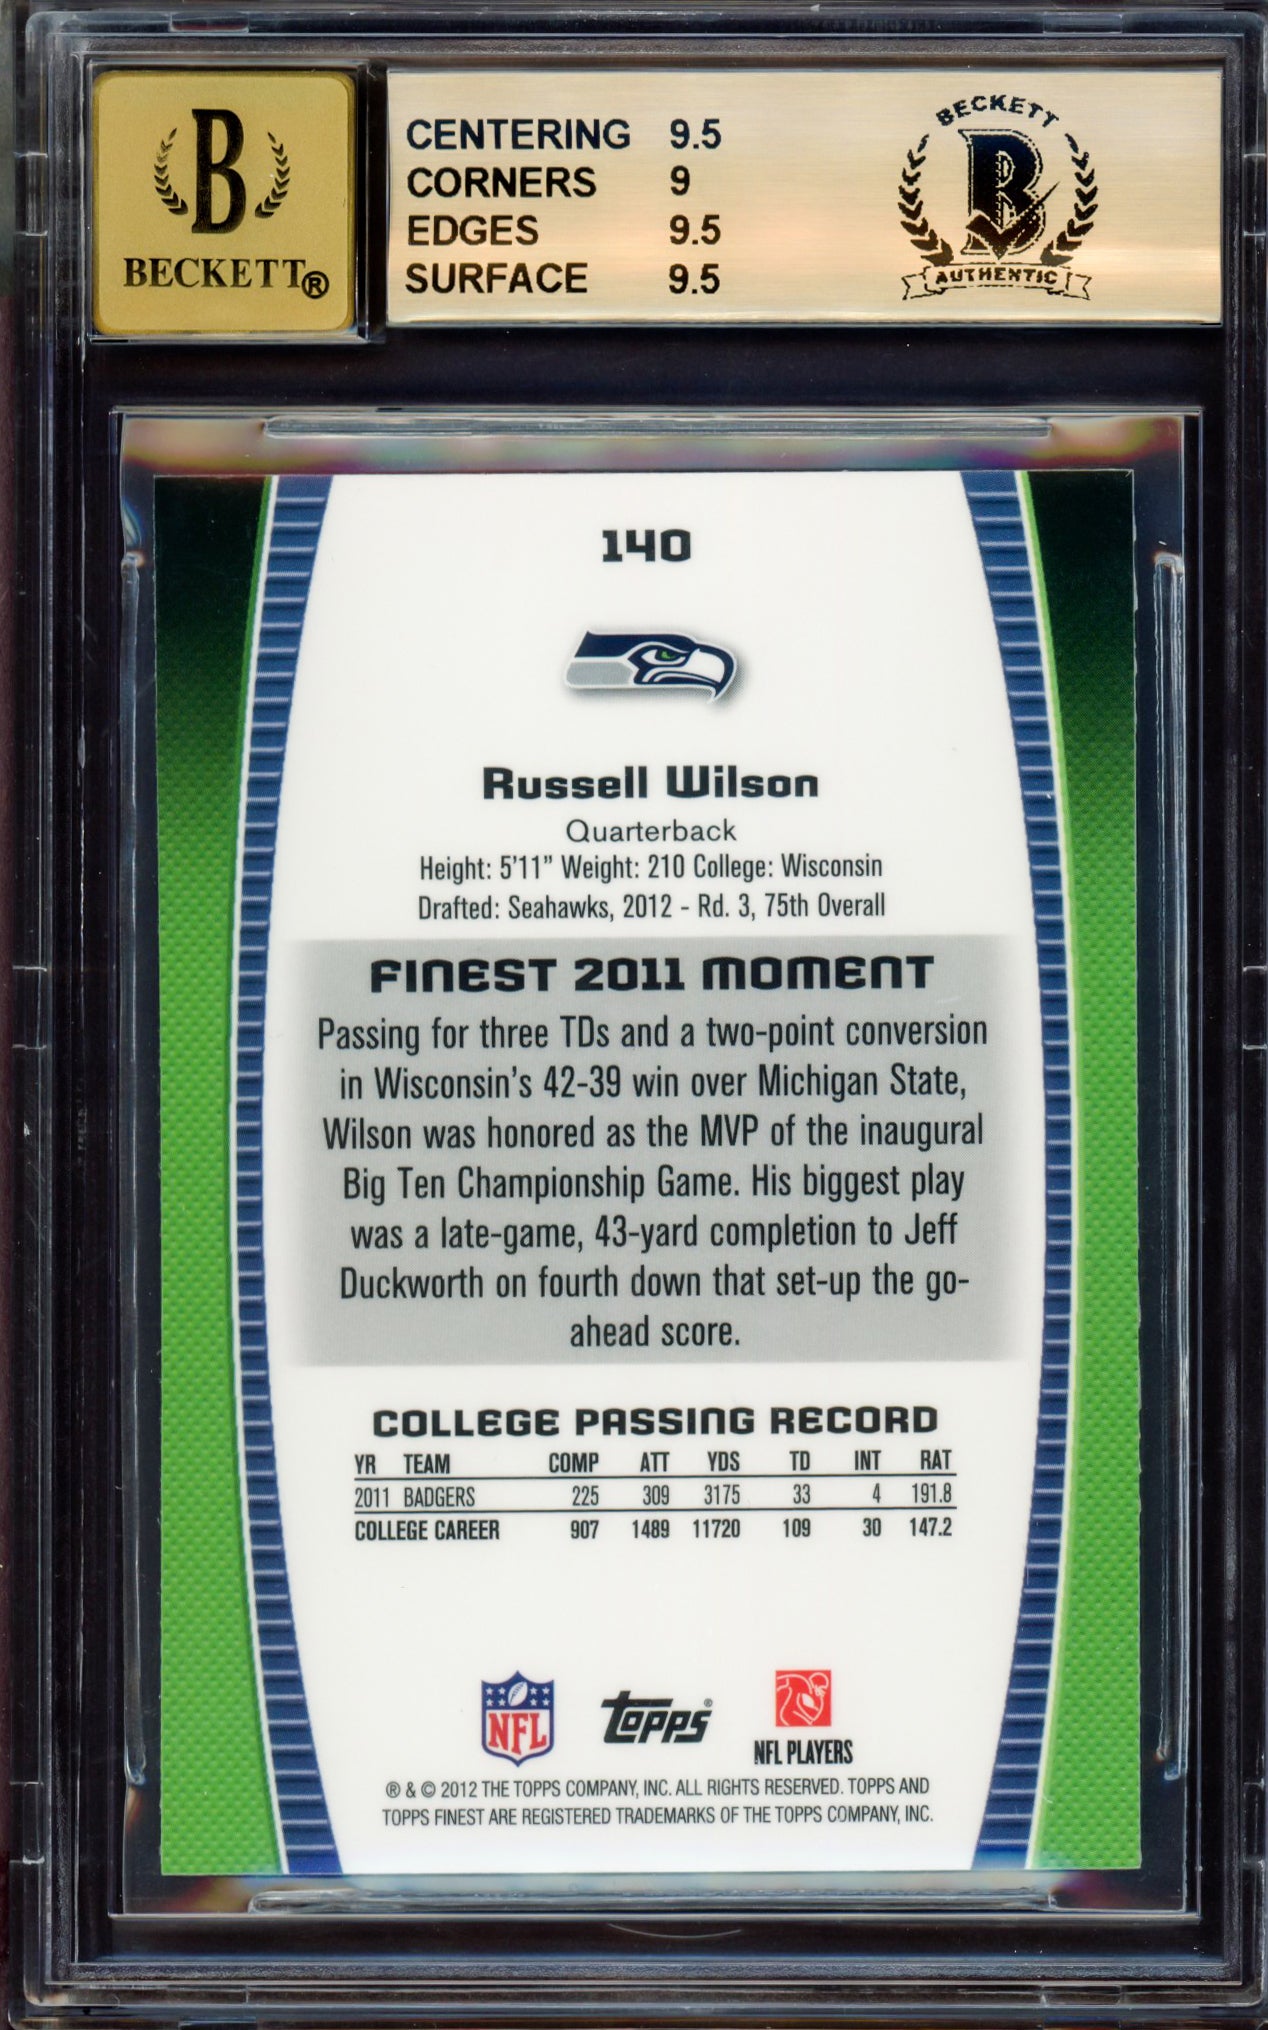 B
BECKETT®
CENTERING 9.5
CORNERS 9
EDGES 9.5
SURFACE 9.5
BECKETT
B
AUTHENTIC
140
Russell Wilson
Quarterback
Height: 5'11" Weight: 210 College: Wisconsin
Drafted: Seahawks, 2012 - Rd. 3, 75th Overall
FINEST 2011 MOMENT
Passing for three TDs and a two-point conversion
in Wisconsin's 42-39 win over Michigan State,
Wilson was honored as the MVP of the inaugural
Big Ten Championship Game. His biggest play
was a late-game, 43-yard completion to Jeff
Duckworth on fourth down that set-up the go-
ahead score.
COLLEGE PASSING RECORD
YR TEAM COMP ATT YDS TD INT RAT
2011 BADGERS 225 309 3175 33 4 191.8
COLLEGE CAREER 907 1489 11720 109 30 147.2
NFL
Topps®
NFL PLAYERS
® & © 2012 THE TOPPS COMPANY, INC. ALL RIGHTS RESERVED. TOPPS AND
TOPPS FINEST ARE REGISTERED TRADEMARKS OF THE TOPPS COMPANY, INC.